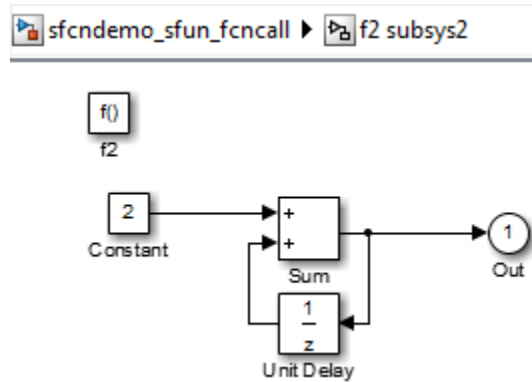 sfcndemo_sfun_fcncall ▶ f2 subsys2
f()
f2
2
Constant
+
+
Sum
1
z
Unit Delay
1
Out